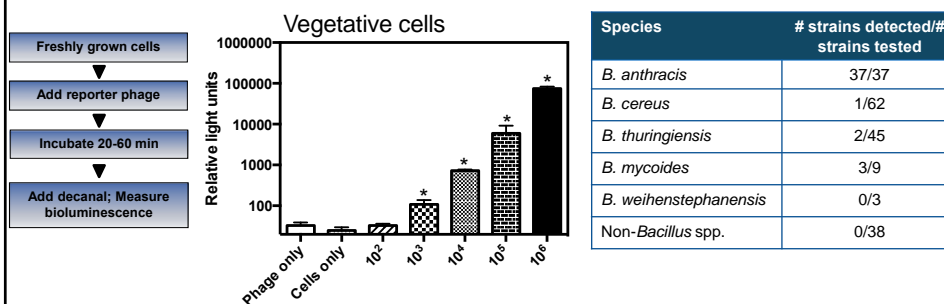 Freshly grown cells
Add reporter phage
Incubate 20-60 min
Add decanal; Measure
bioluminescence
Vegetative cells
Relative light units
1000000
100000
10000
1000
100
*
*
*
*
Phage only
Cells only
10²
10³
10⁴
10⁵
10⁶
Species
# strains detected/#
strains tested
B. anthracis 37/37
B. cereus 1/62
B. thuringiensis 2/45
B. mycoides 3/9
B. weihenstephanensis 0/3
Non-Bacillus spp. 0/38